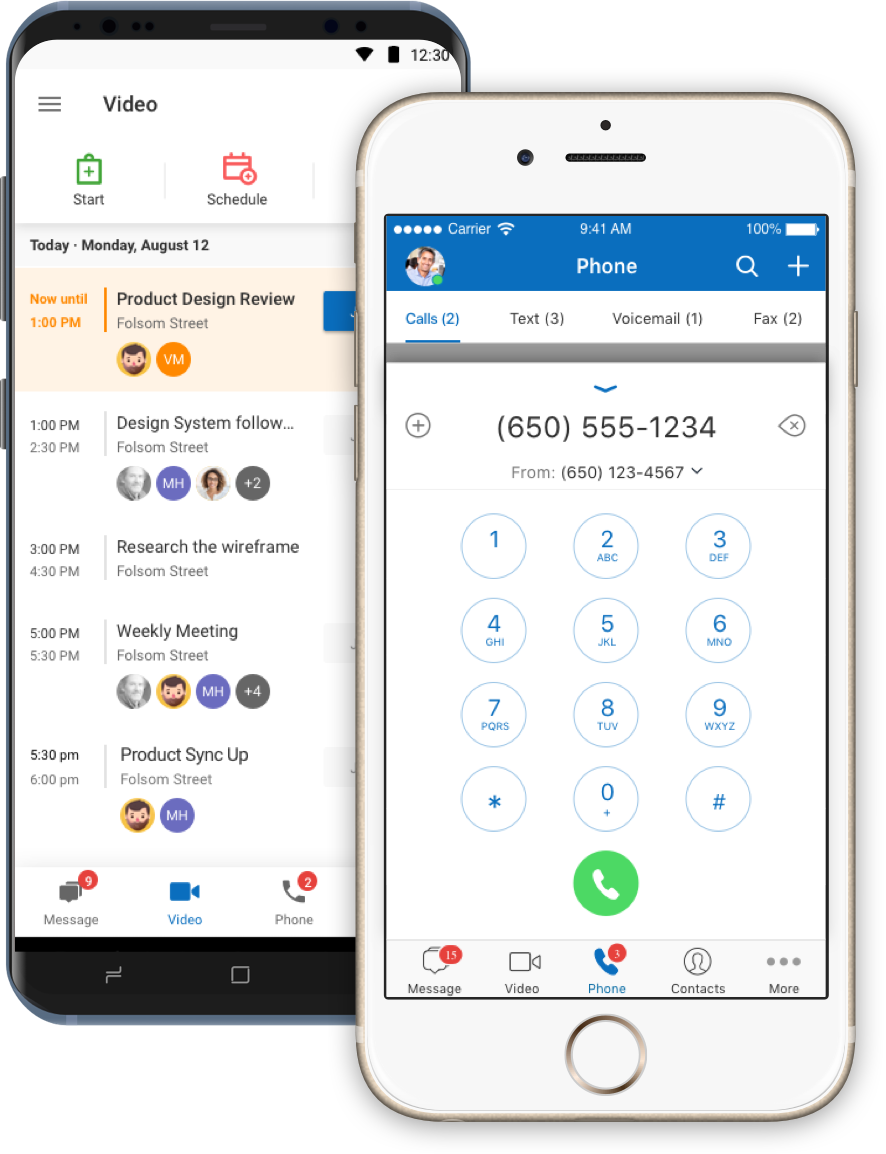 12:30
Video
Start
Schedule
Today · Monday, August 12
Now until
1:00 PM
Product Design Review
Folsom Street
VM
1:00 PM
2:30 PM
Design System follow...
Folsom Street
MH
+2
3:00 PM
4:30 PM
Research the wireframe
Folsom Street
5:00 PM
5:30 PM
Weekly Meeting
Folsom Street
MH
+4
5:30 pm
6:00 pm
Product Sync Up
Folsom Street
MH
9
2
Message
Video
Phone
Carrier
9:41 AM
100%
Phone
Calls (2)
Text (3)
Voicemail (1)
Fax (2)
(650) 555-1234
From: (650) 123-4567
1
2
ABC
3
DEF
4
GHI
5
JKL
6
MNO
7
PQRS
8
TUV
9
WXYZ
*
0
+
#
15
3
Message
Video
Phone
Contacts
More